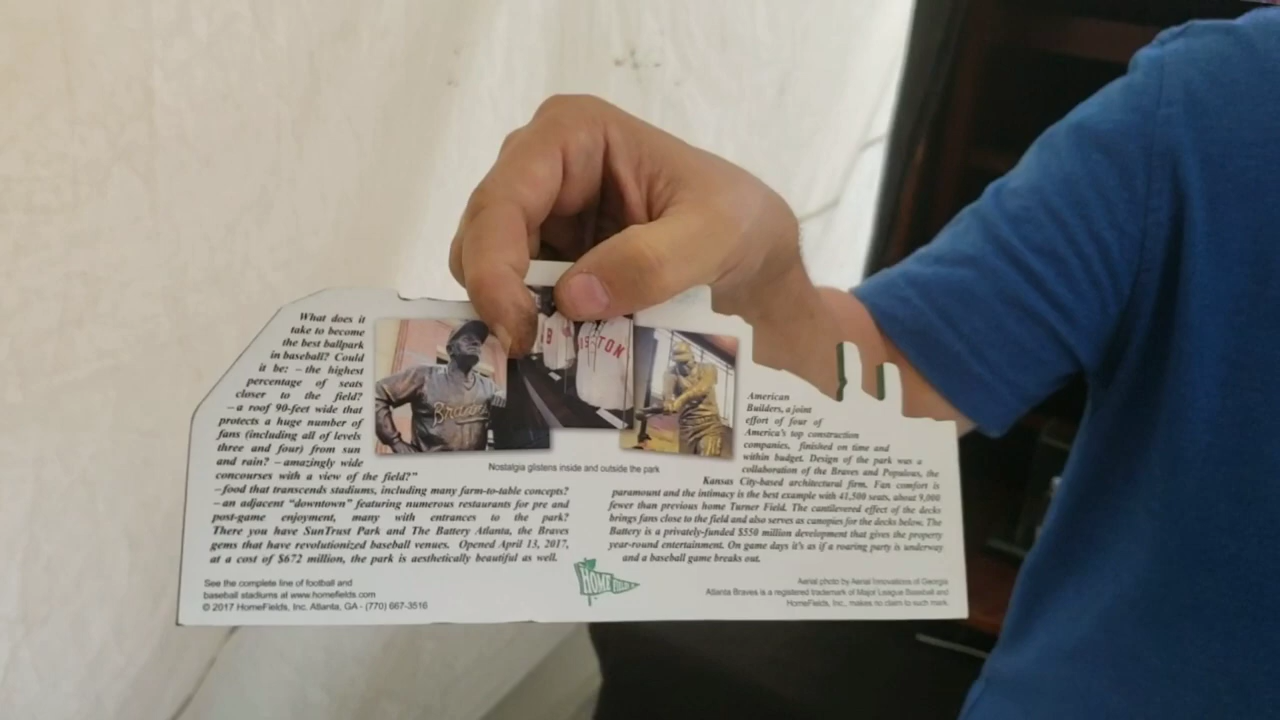 What does it
take to become
the best ballpark
in baseball? Could
it be: – the highest
percentage of seats
closer to the field?
– a roof 90-feet wide that
protects a huge number of
fans (including all of levels
three and four) from sun
and rain? – amazingly wide
concourses with a view of the field?"
–food that transcends stadiums, including many farm-to-table concepts?
– an adjacent "downtown" featuring numerous restaurants for pre and
post-game enjoyment, many with entrances to the park?
There you have SunTrust Park and The Battery Atlanta, the Braves
gems that have revolutionized baseball venues. Opened April 13, 2017,
at a cost of $672 million, the park is aesthetically beautiful as well.
Braves
Nostalgia glistens inside and outside the park
American
Builders, a joint
effort of four of
America's top construction
companies, finished on time and
within budget. Design of the park was a
collaboration of the Braves and Populous, the
Kansas City-based architectural firm. Fan comfort is
paramount and the intimacy is the best example with 41,500 seats, about 9,000
fewer than previous home Turner Field. The cantilevered effect of the decks
brings fans close to the field and also serves as canopies for the decks below. The
Battery is a privately-funded $550 million development that gives the property
year-round entertainment. On game days it's as if a roaring party is underway
and a baseball game breaks out.
See the complete line of football and
baseball stadiums at www.homefields.com
© 2017 HomeFields, Inc. Atlanta, GA - (770) 667-3516
HOME FIELDS
Aerial photo by Aerial Innovations of Georgia
Atlanta Braves is a registered trademark of Major League Baseball and
HomeFields, Inc., makes no claim to such mark.